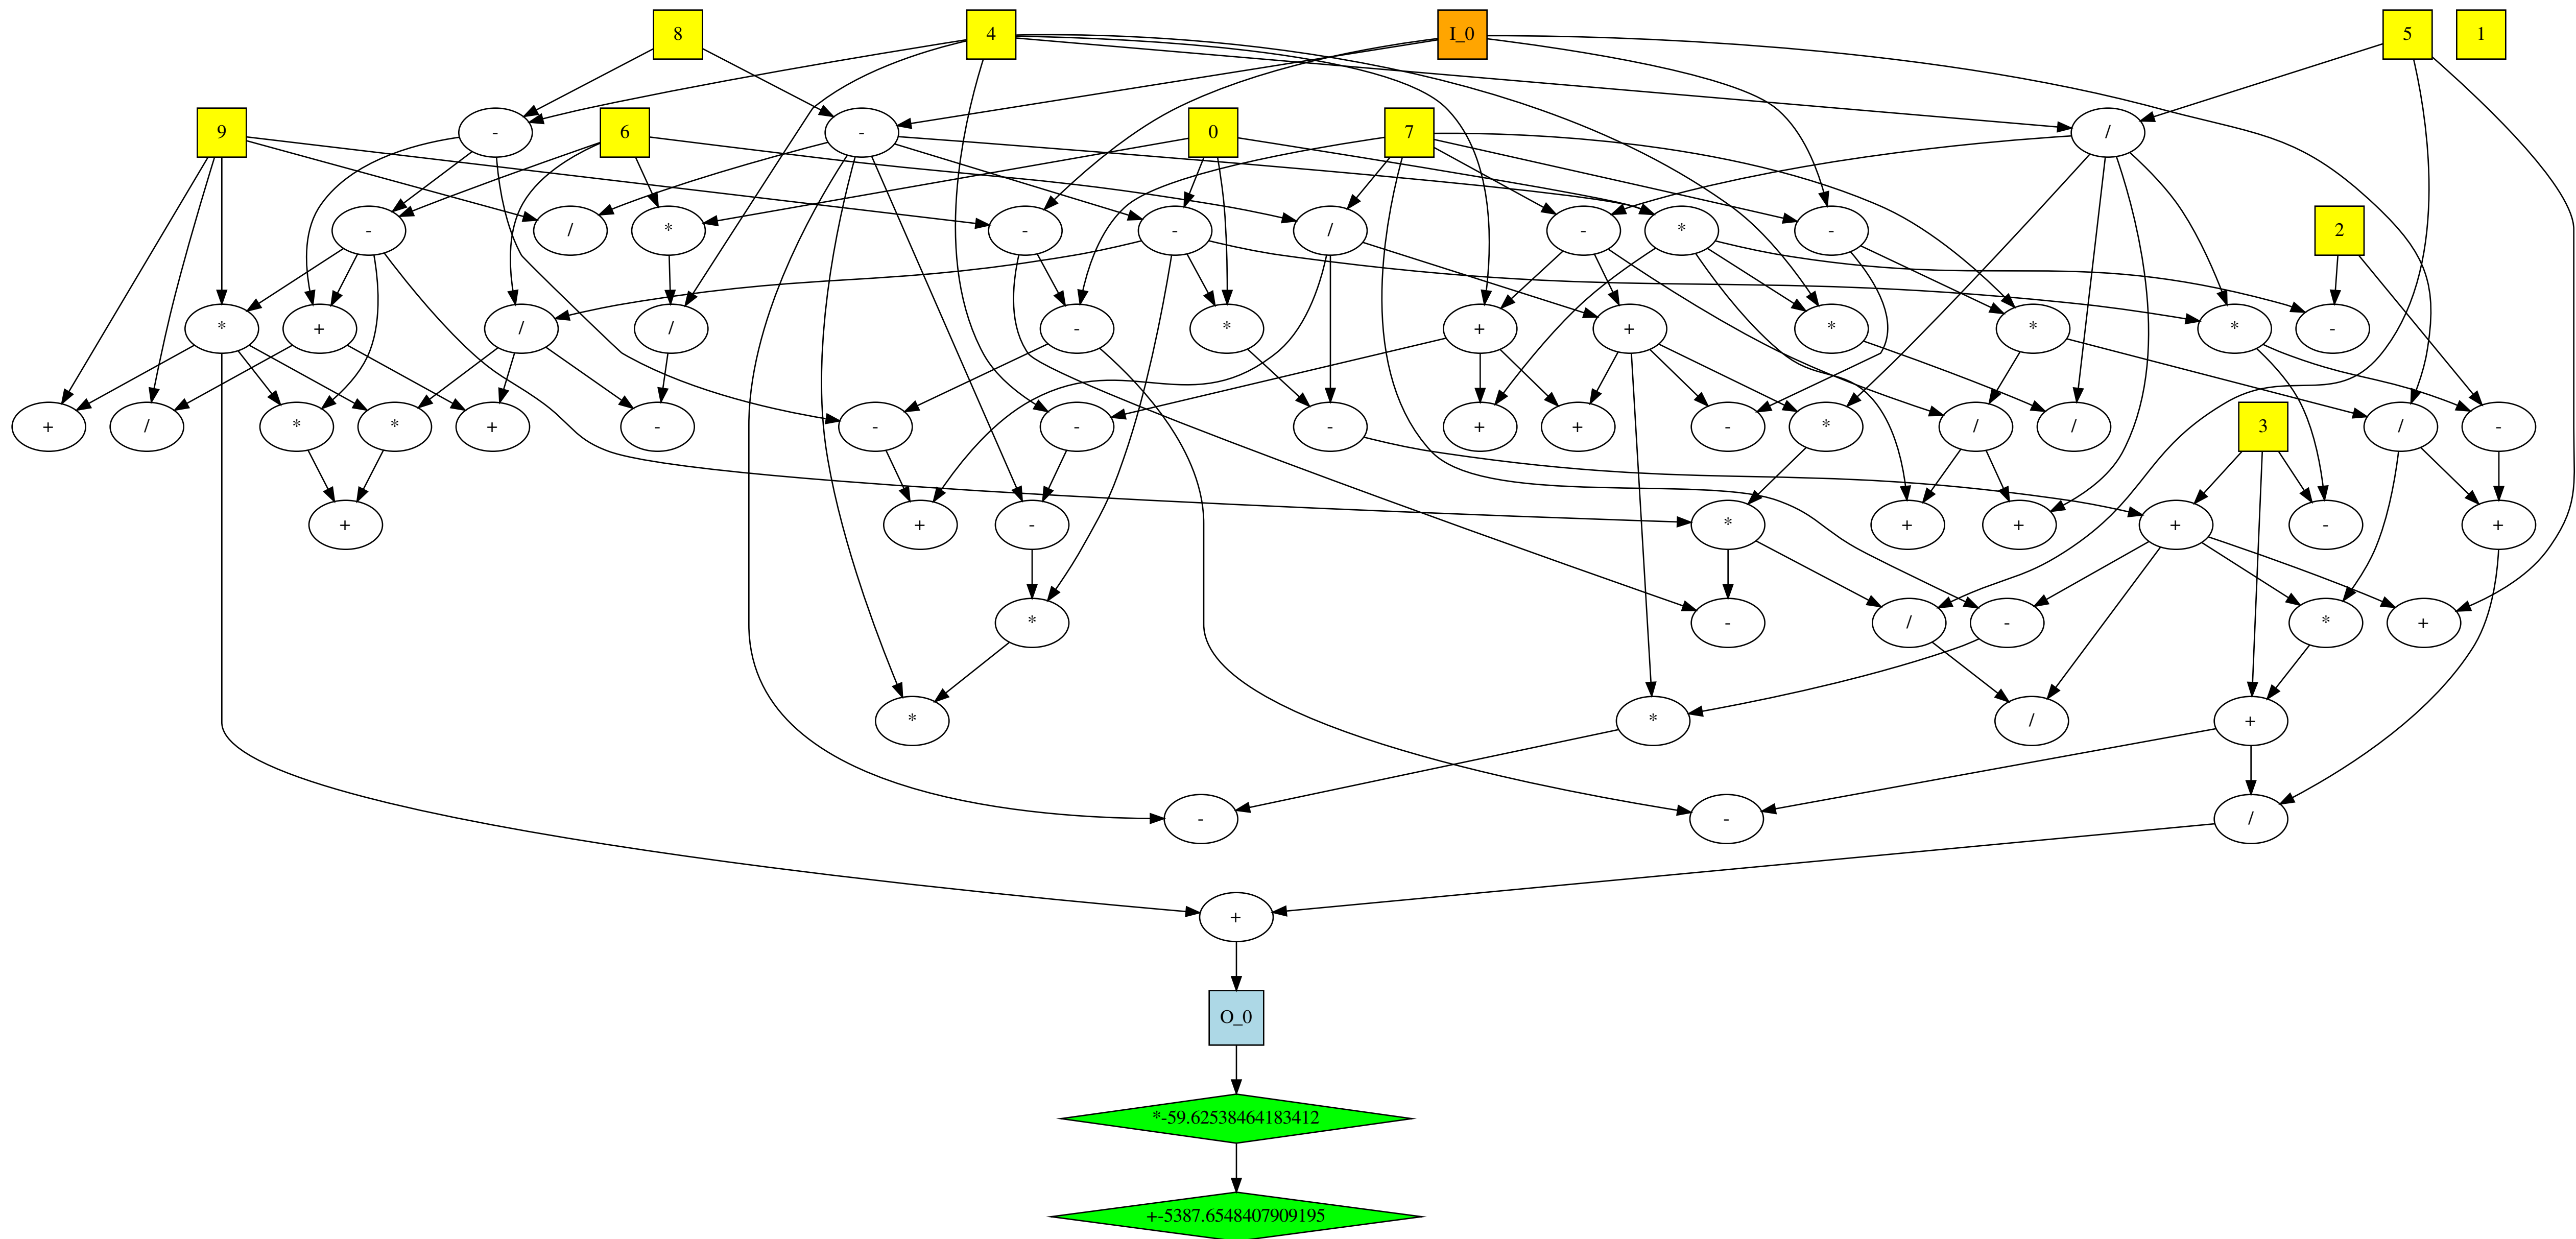 8 4 I_0 5 1
9 - 6 - 0 7 /
- / * - - / - * - 2
* + / / - * + + * * * -
+ / * * + - - - - + + - * / / 3 / -
+ + - * + + + - +
* - / - * +
* * / +
- - /
+
O_0
*-59.62538464183412
+-5387.6548407909195